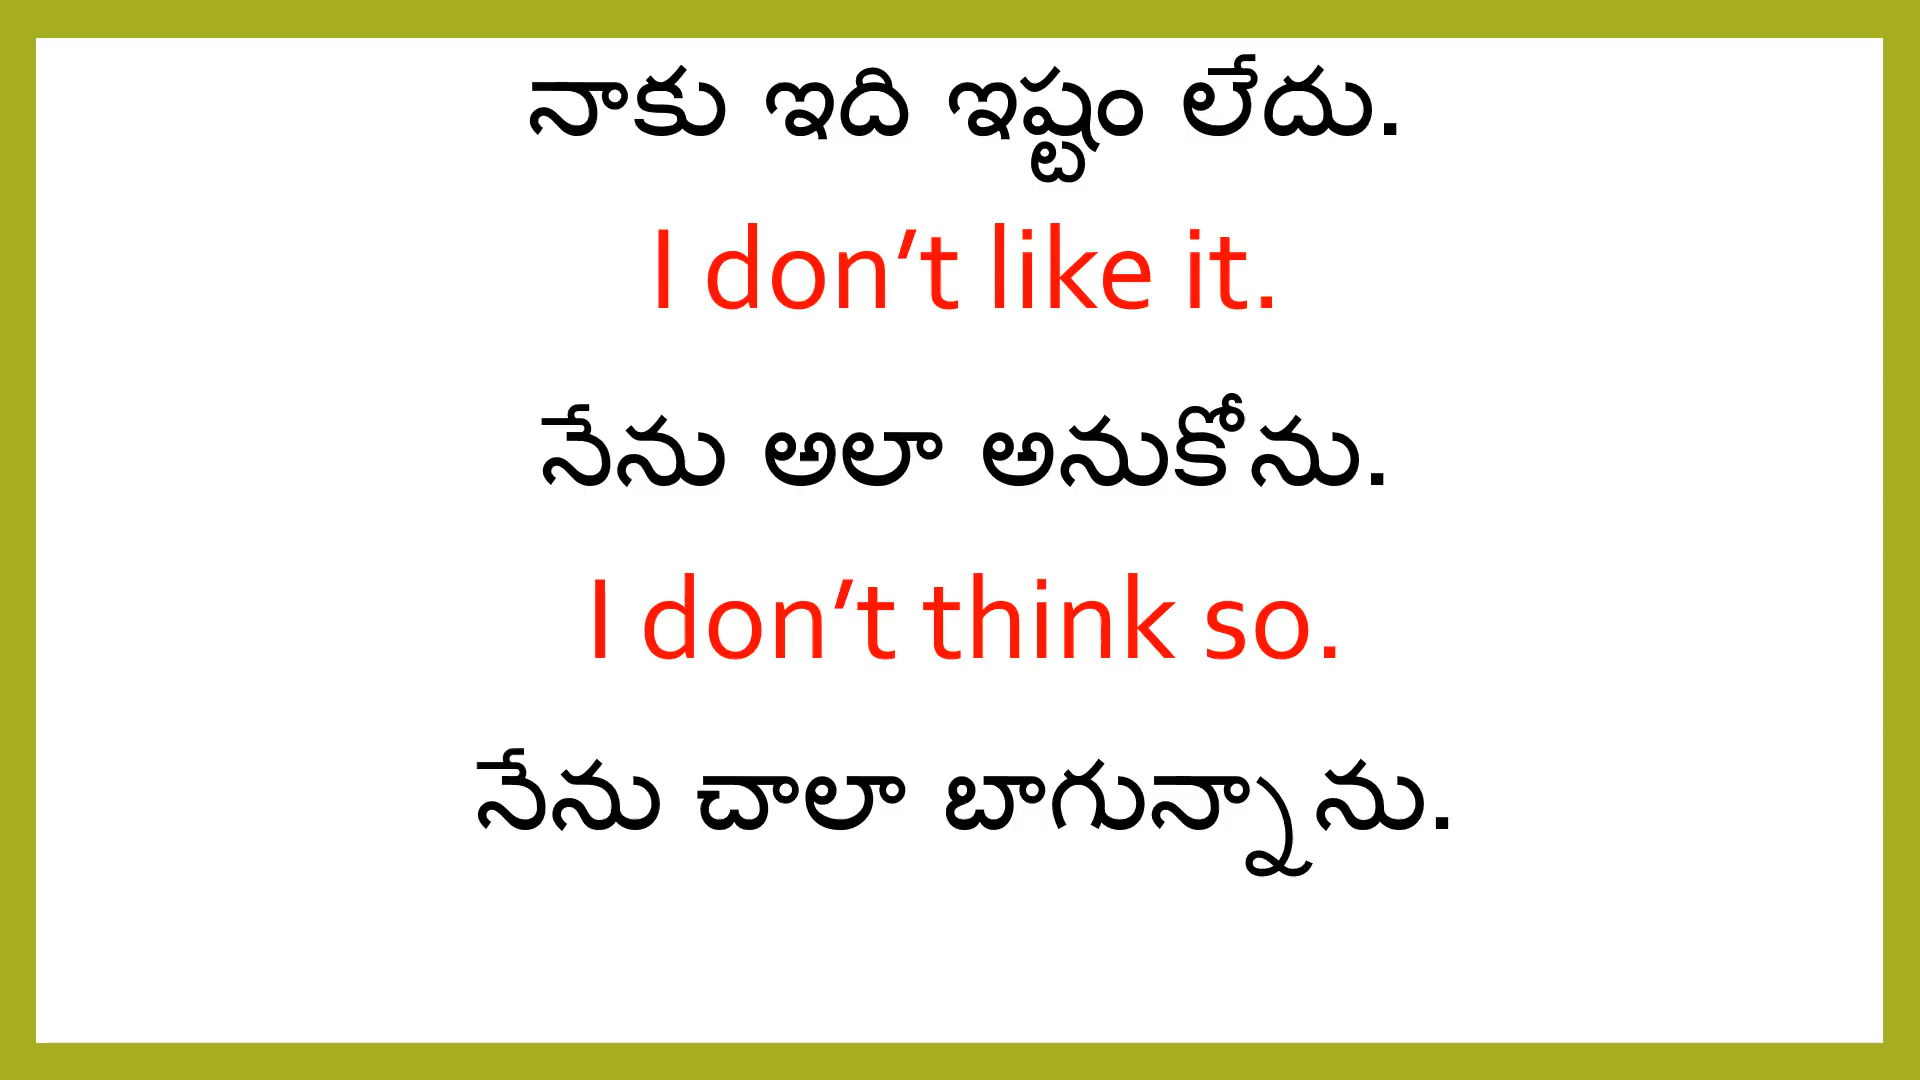 నాకు ఇది ఇష్టం లేదు.
I don’t like it.
నేను అలా అనుకోను.
I don’t think so.
నేను చాలా బాగున్నాను.